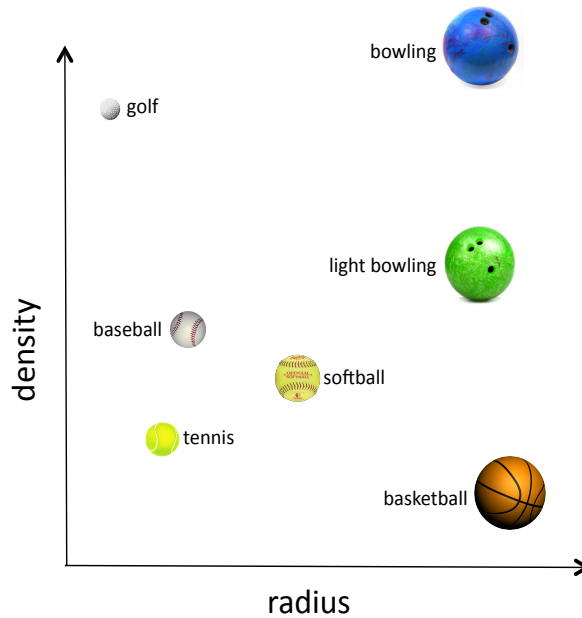 bowling
golf
light bowling
baseball
softball
tennis
basketball
density
radius